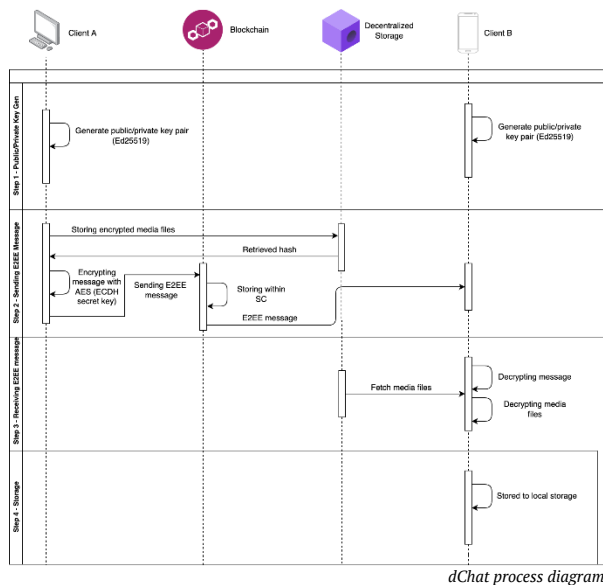 Client A
Blockchain
Decentralized
Storage
Client B
Step 1 - Public/Private Key Gen
Generate public/private key pair
(Ed25519)
Generate public/private
key pair (Ed25519)
Step 2 - Sending E2EE Message
Storing encrypted media files
Retrieved hash
Encrypting
message with
AES (ECDH
secret key)
Sending E2EE
message
Storing within
SC
E2EE message
Step 3 - Receiving E2EE message
Fetch media files
Decrypting message
Decrypting media
files
Step 4 - Storage
Stored to local storage
dChat process diagram